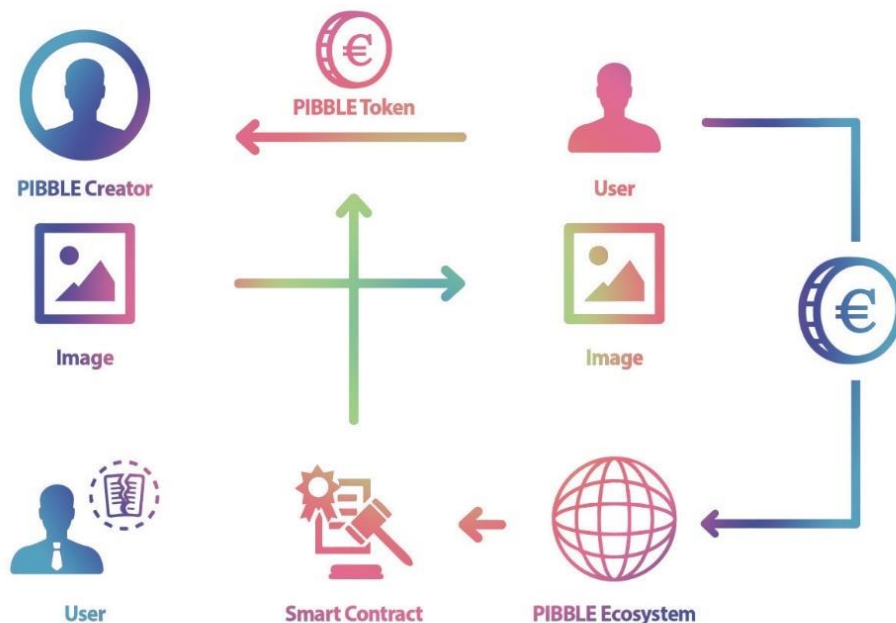 PIBBLE Token
PIBBLE Creator
User
Image
Image
User
Smart Contract
PIBBLE Ecosystem